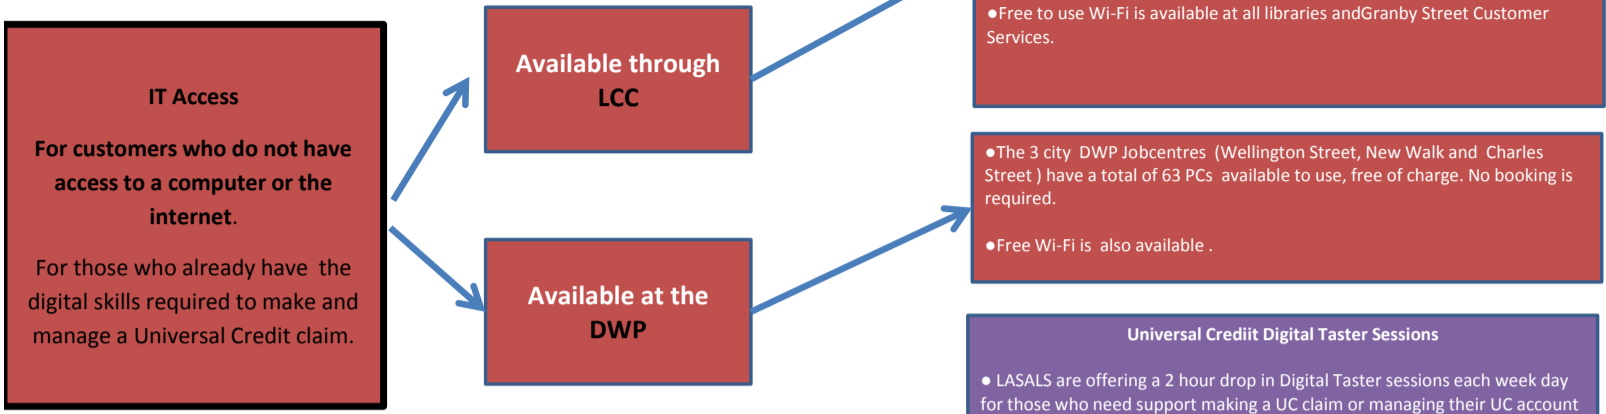 IT Access
For customers who do not have
access to a computer or the
internet.
For those who already have the
digital skills required to make and
manage a Universal Credit claim.
Available through
LCC
Available at the
DWP
●Free to use Wi-Fi is available at all libraries andGranby Street Customer
Services.
●The 3 city DWP Jobcentres (Wellington Street, New Walk and Charles
Street ) have a total of 63 PCs available to use, free of charge. No booking is
required.
●Free Wi-Fi is also available .
Universal Crediit Digital Taster Sessions
● LASALS are offering a 2 hour drop in Digital Taster sessions each week day
for those who need support making a UC claim or managing their UC account